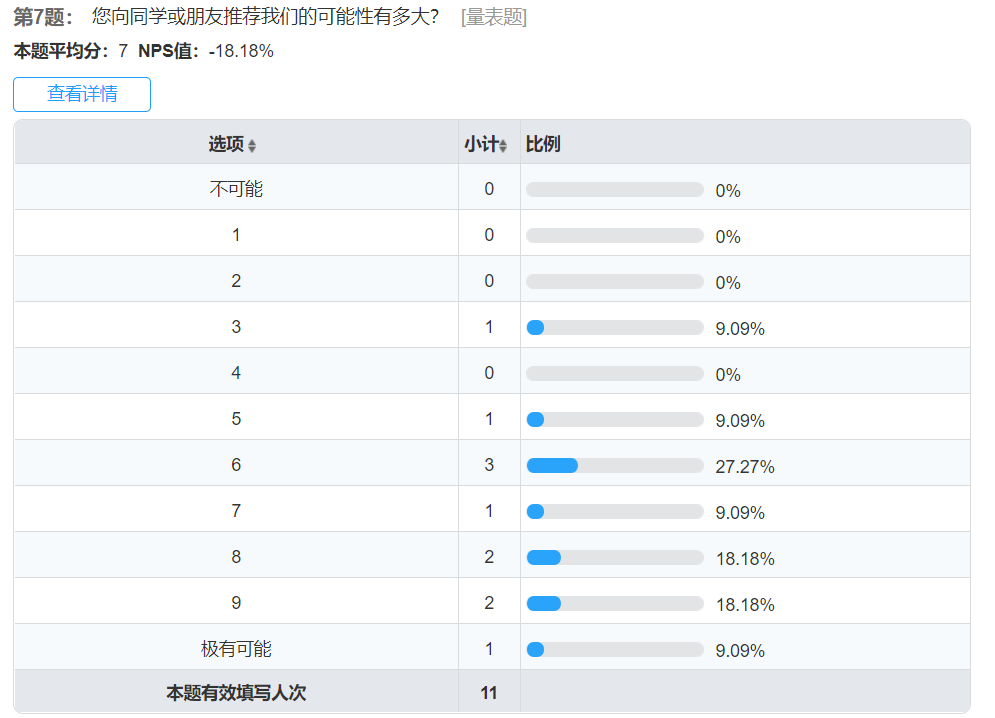 第7题: 您向同学或朋友推荐我们的可能性有多大? [量表题]
本题平均分: 7 NPS值: -18.18%
查看详情
选项 小计 比例
不可能 0 0%
1 0 0%
2 0 0%
3 1 9.09%
4 0 0%
5 1 9.09%
6 3 27.27%
7 1 9.09%
8 2 18.18%
9 2 18.18%
极有可能 1 9.09%
本题有效填写人次 11